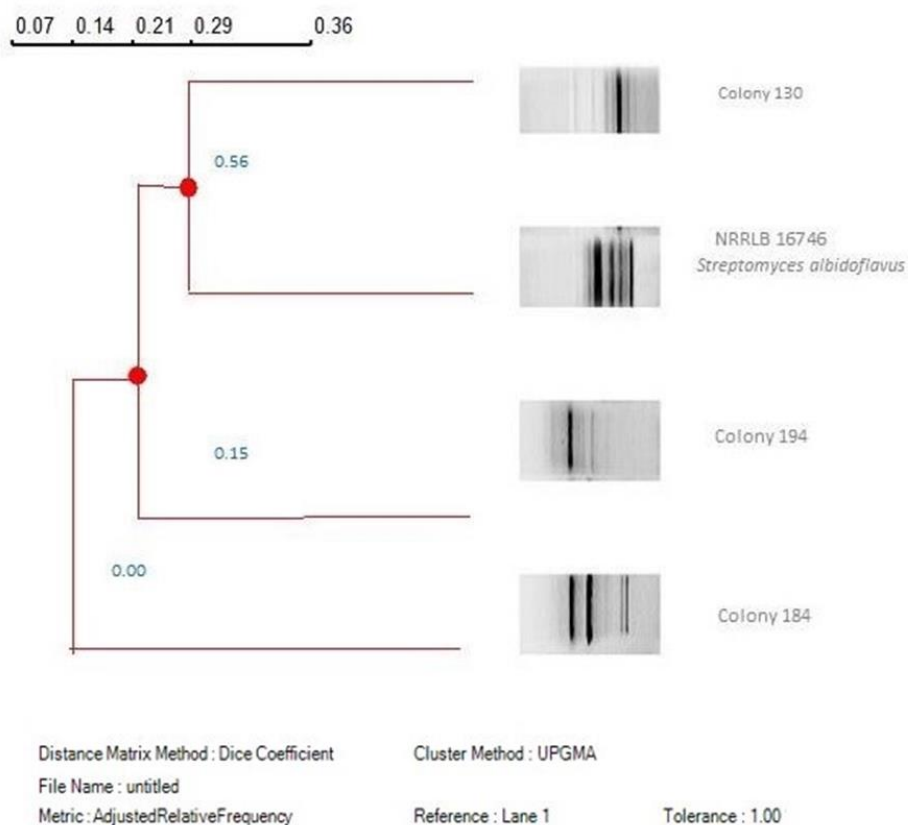 0.07 0.14 0.21 0.29 0.36
Colony 130
0.56
NRRLB 16746
Streptomyces albidoflavus
Colony 194
0.15
0.00
Colony 184
Distance Matrix Method : Dice Coefficient Cluster Method : UPGMA
File Name : untitled
Metric : AdjustedRelativeFrequency Reference : Lane 1 Tolerance : 1.00